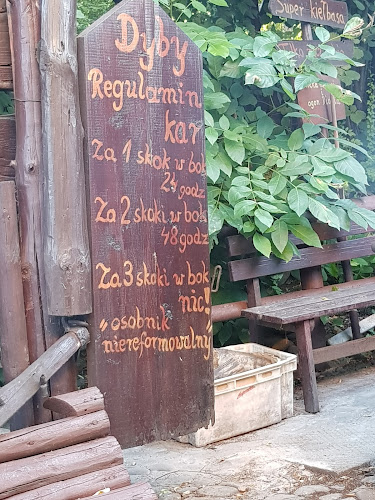 Dyby
Regulamin
kar
Za 1 skok w bok
24 godz
Za 2 skoki w bok
48 godz
Za 3 skoki w bok
nic!
"osobnik
niereformowalny"
Super kiełbasa